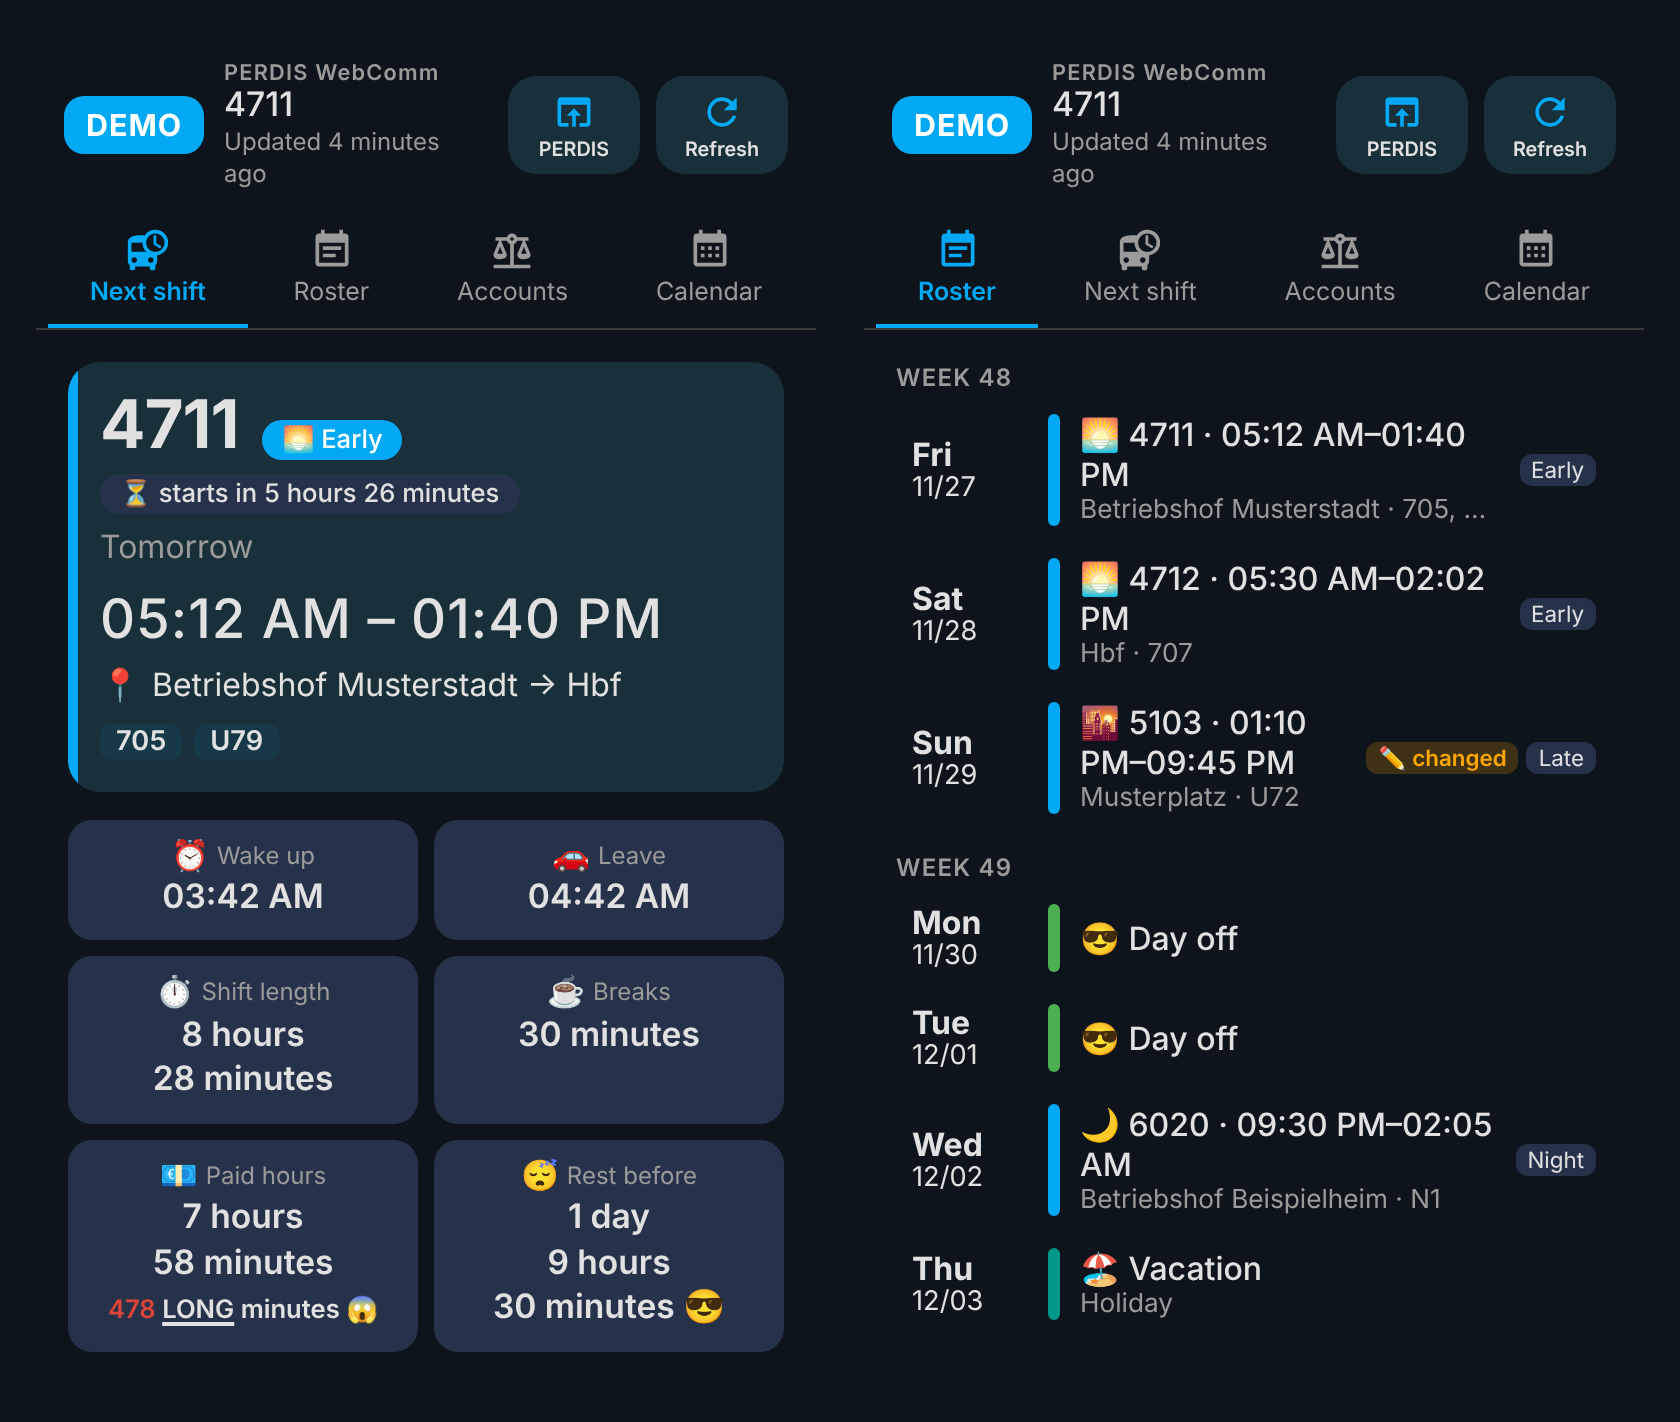 DEMO
PERDIS WebComm
4711
Updated 4 minutes
ago
PERDIS
Refresh
Next shift
Roster
Accounts
Calendar
4711
🌅 Early
⏳ starts in 5 hours 26 minutes
Tomorrow
05:12 AM – 01:40 PM
📍 Betriebshof Musterstadt → Hbf
705
U79
⏰ Wake up
03:42 AM
🚗 Leave
04:42 AM
⏱️ Shift length
8 hours
28 minutes
☕ Breaks
30 minutes
💶 Paid hours
7 hours
58 minutes
478 LONG minutes 😱
😴 Rest before
1 day
9 hours
30 minutes 😎
DEMO
PERDIS WebComm
4711
Updated 4 minutes
ago
PERDIS
Refresh
Roster
Next shift
Accounts
Calendar
WEEK 48
Fri
11/27
🌅 4711 · 05:12 AM–01:40
PM
Betriebshof Musterstadt · 705, ...
Early
Sat
11/28
🌅 4712 · 05:30 AM–02:02
PM
Hbf · 707
Early
Sun
11/29
🌇 5103 · 01:10
PM–09:45 PM
Musterplatz · U72
✏️ changed
Late
WEEK 49
Mon
11/30
😎 Day off
Tue
12/01
😎 Day off
Wed
12/02
🌙 6020 · 09:30 PM–02:05
AM
Betriebshof Beispielheim · N1
Night
Thu
12/03
🏖️ Vacation
Holiday